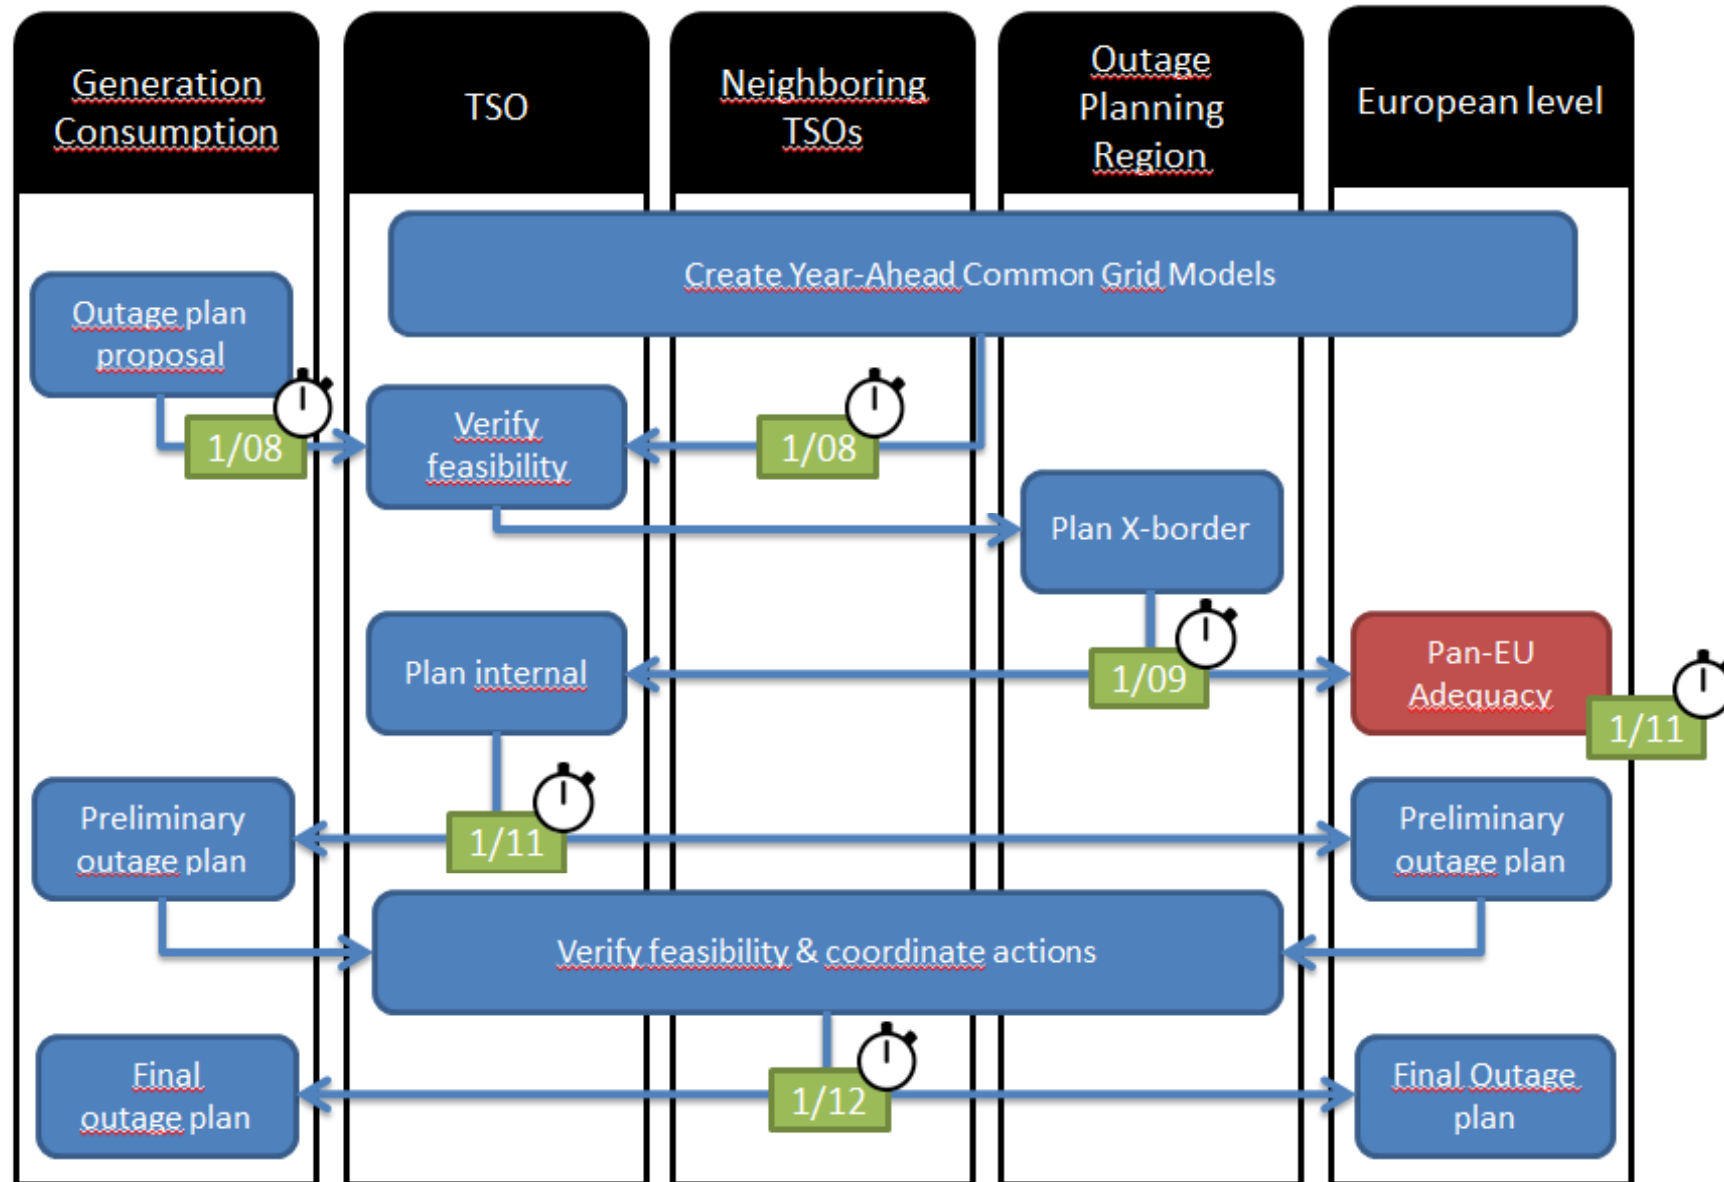 Generation
Consumption
TSO
Neighboring
TSOs
Outage
Planning
Region
European level
Create Year-Ahead Common Grid Models
Outage plan
proposal
1/08
Verify
feasibility
1/08
Plan X-border
Plan internal
1/09
Pan-EU
Adequacy
1/11
Preliminary
outage plan
1/11
Preliminary
outage plan
Verify feasibility & coordinate actions
Final
outage plan
1/12
Final Outage
plan